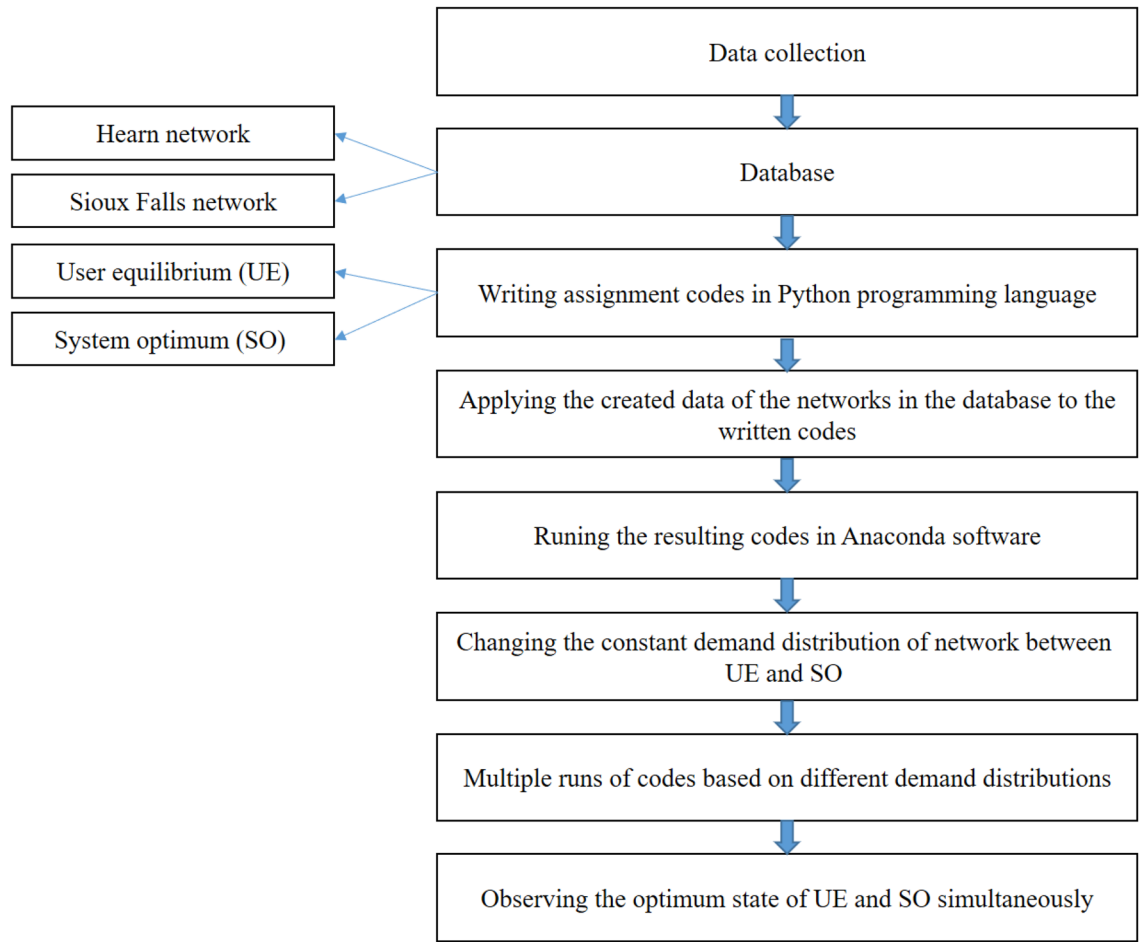 Data collection
Hearn network
Database
Sioux Falls network
User equilibrium (UE)
Writing assignment codes in Python programming language
System optimum (SO)
Applying the created data of the networks in the database to the
written codes
Runing the resulting codes in Anaconda software
Changing the constant demand distribution of network between
UE and SO
Multiple runs of codes based on different demand distributions
Observing the optimum state of UE and SO simultaneously